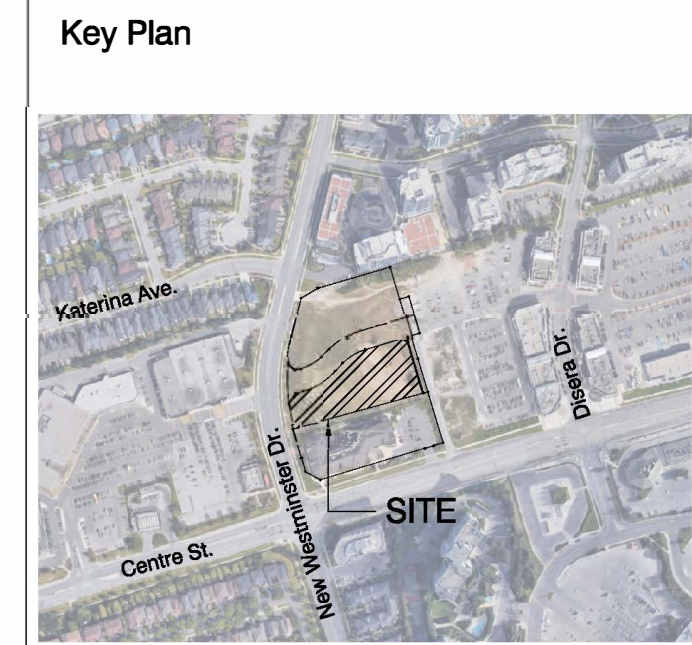 Key Plan
Katerina Ave.
Disera Dr.
New Westminster Dr.
SITE
Centre St.